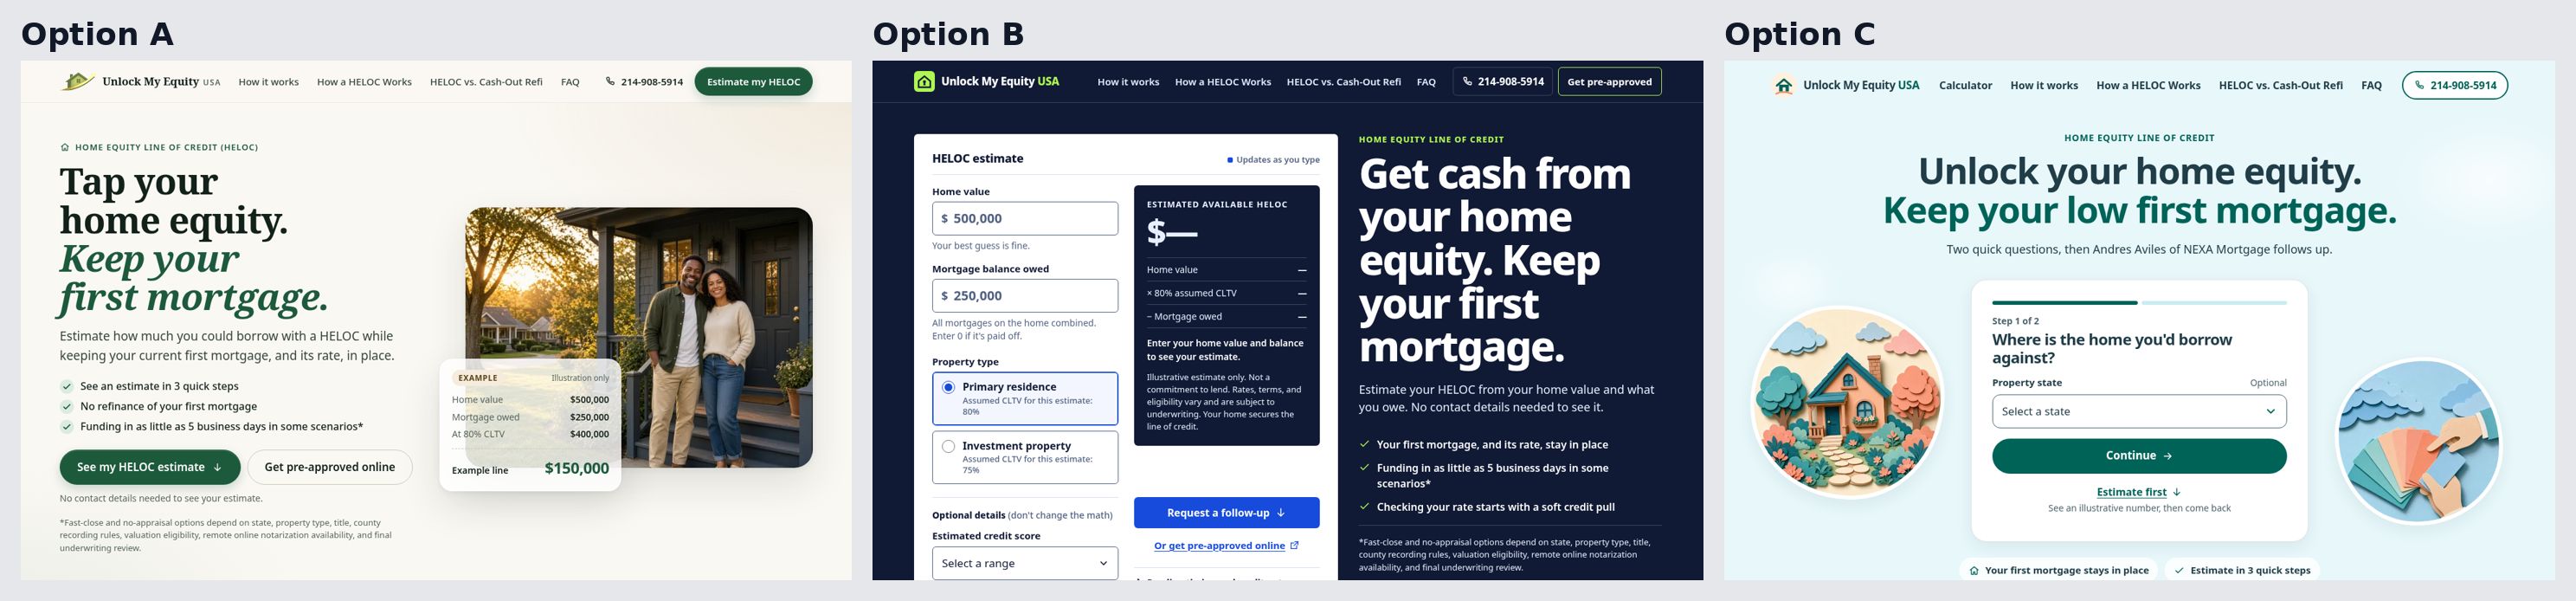 Option A
Unlock My Equity USA
How it works
How a HELOC Works
HELOC vs. Cash-Out Refi
FAQ
214-908-5914
Estimate my HELOC
HOME EQUITY LINE OF CREDIT (HELOC)
Tap your
home equity.
Keep your
first mortgage.
Estimate how much you could borrow with a HELOC while
keeping your current first mortgage, and its rate, in place.
See an estimate in 3 quick steps
No refinance of your first mortgage
Funding in as little as 5 business days in some scenarios*
See my HELOC estimate ↓
Get pre-approved online
No contact details needed to see your estimate.
*Fast-close and no-appraisal options depend on state, property type, title, county
recording rules, valuation eligibility, remote online notarization availability, and final
underwriting review.
EXAMPLE
Illustration only
Home value $500,000
Mortgage owed $250,000
At 80% CLTV $400,000
Example line $150,000
Option B
Unlock My Equity USA
How it works
How a HELOC Works
HELOC vs. Cash-Out Refi
FAQ
214-908-5914
Get pre-approved
HELOC estimate
Updates as you type
Home value
$ 500,000
Your best guess is fine.
Mortgage balance owed
$ 250,000
All mortgages on the home combined.
Enter 0 if it's paid off.
Property type
Primary residence
Assumed CLTV for this estimate:
80%
Investment property
Assumed CLTV for this estimate:
75%
Optional details (don't change the math)
Estimated credit score
Select a range
ESTIMATED AVAILABLE HELOC
$—
Home value —
× 80% assumed CLTV —
− Mortgage owed —
Enter your home value and balance
to see your estimate.
Illustrative estimate only. Not a
commitment to lend. Rates, terms, and
eligibility vary and are subject to
underwriting. Your home secures the
line of credit.
Request a follow-up ↓
Or get pre-approved online
HOME EQUITY LINE OF CREDIT
Get cash from
your home
equity. Keep
your first
mortgage.
Estimate your HELOC from your home value and what
you owe. No contact details needed to see it.
Your first mortgage, and its rate, stay in place
Funding in as little as 5 business days in some
scenarios*
Checking your rate starts with a soft credit pull
*Fast-close and no-appraisal options depend on state, property type, title,
county recording rules, valuation eligibility, remote online notarization
availability, and final underwriting review.
Option C
Unlock My Equity USA
Calculator
How it works
How a HELOC Works
HELOC vs. Cash-Out Refi
FAQ
214-908-5914
HOME EQUITY LINE OF CREDIT
Unlock your home equity.
Keep your low first mortgage.
Two quick questions, then Andres Aviles of NEXA Mortgage follows up.
Step 1 of 2
Where is the home you'd borrow
against?
Property state
Optional
Select a state
Continue →
Estimate first ↓
See an illustrative number, then come back
Your first mortgage stays in place
Estimate in 3 quick steps